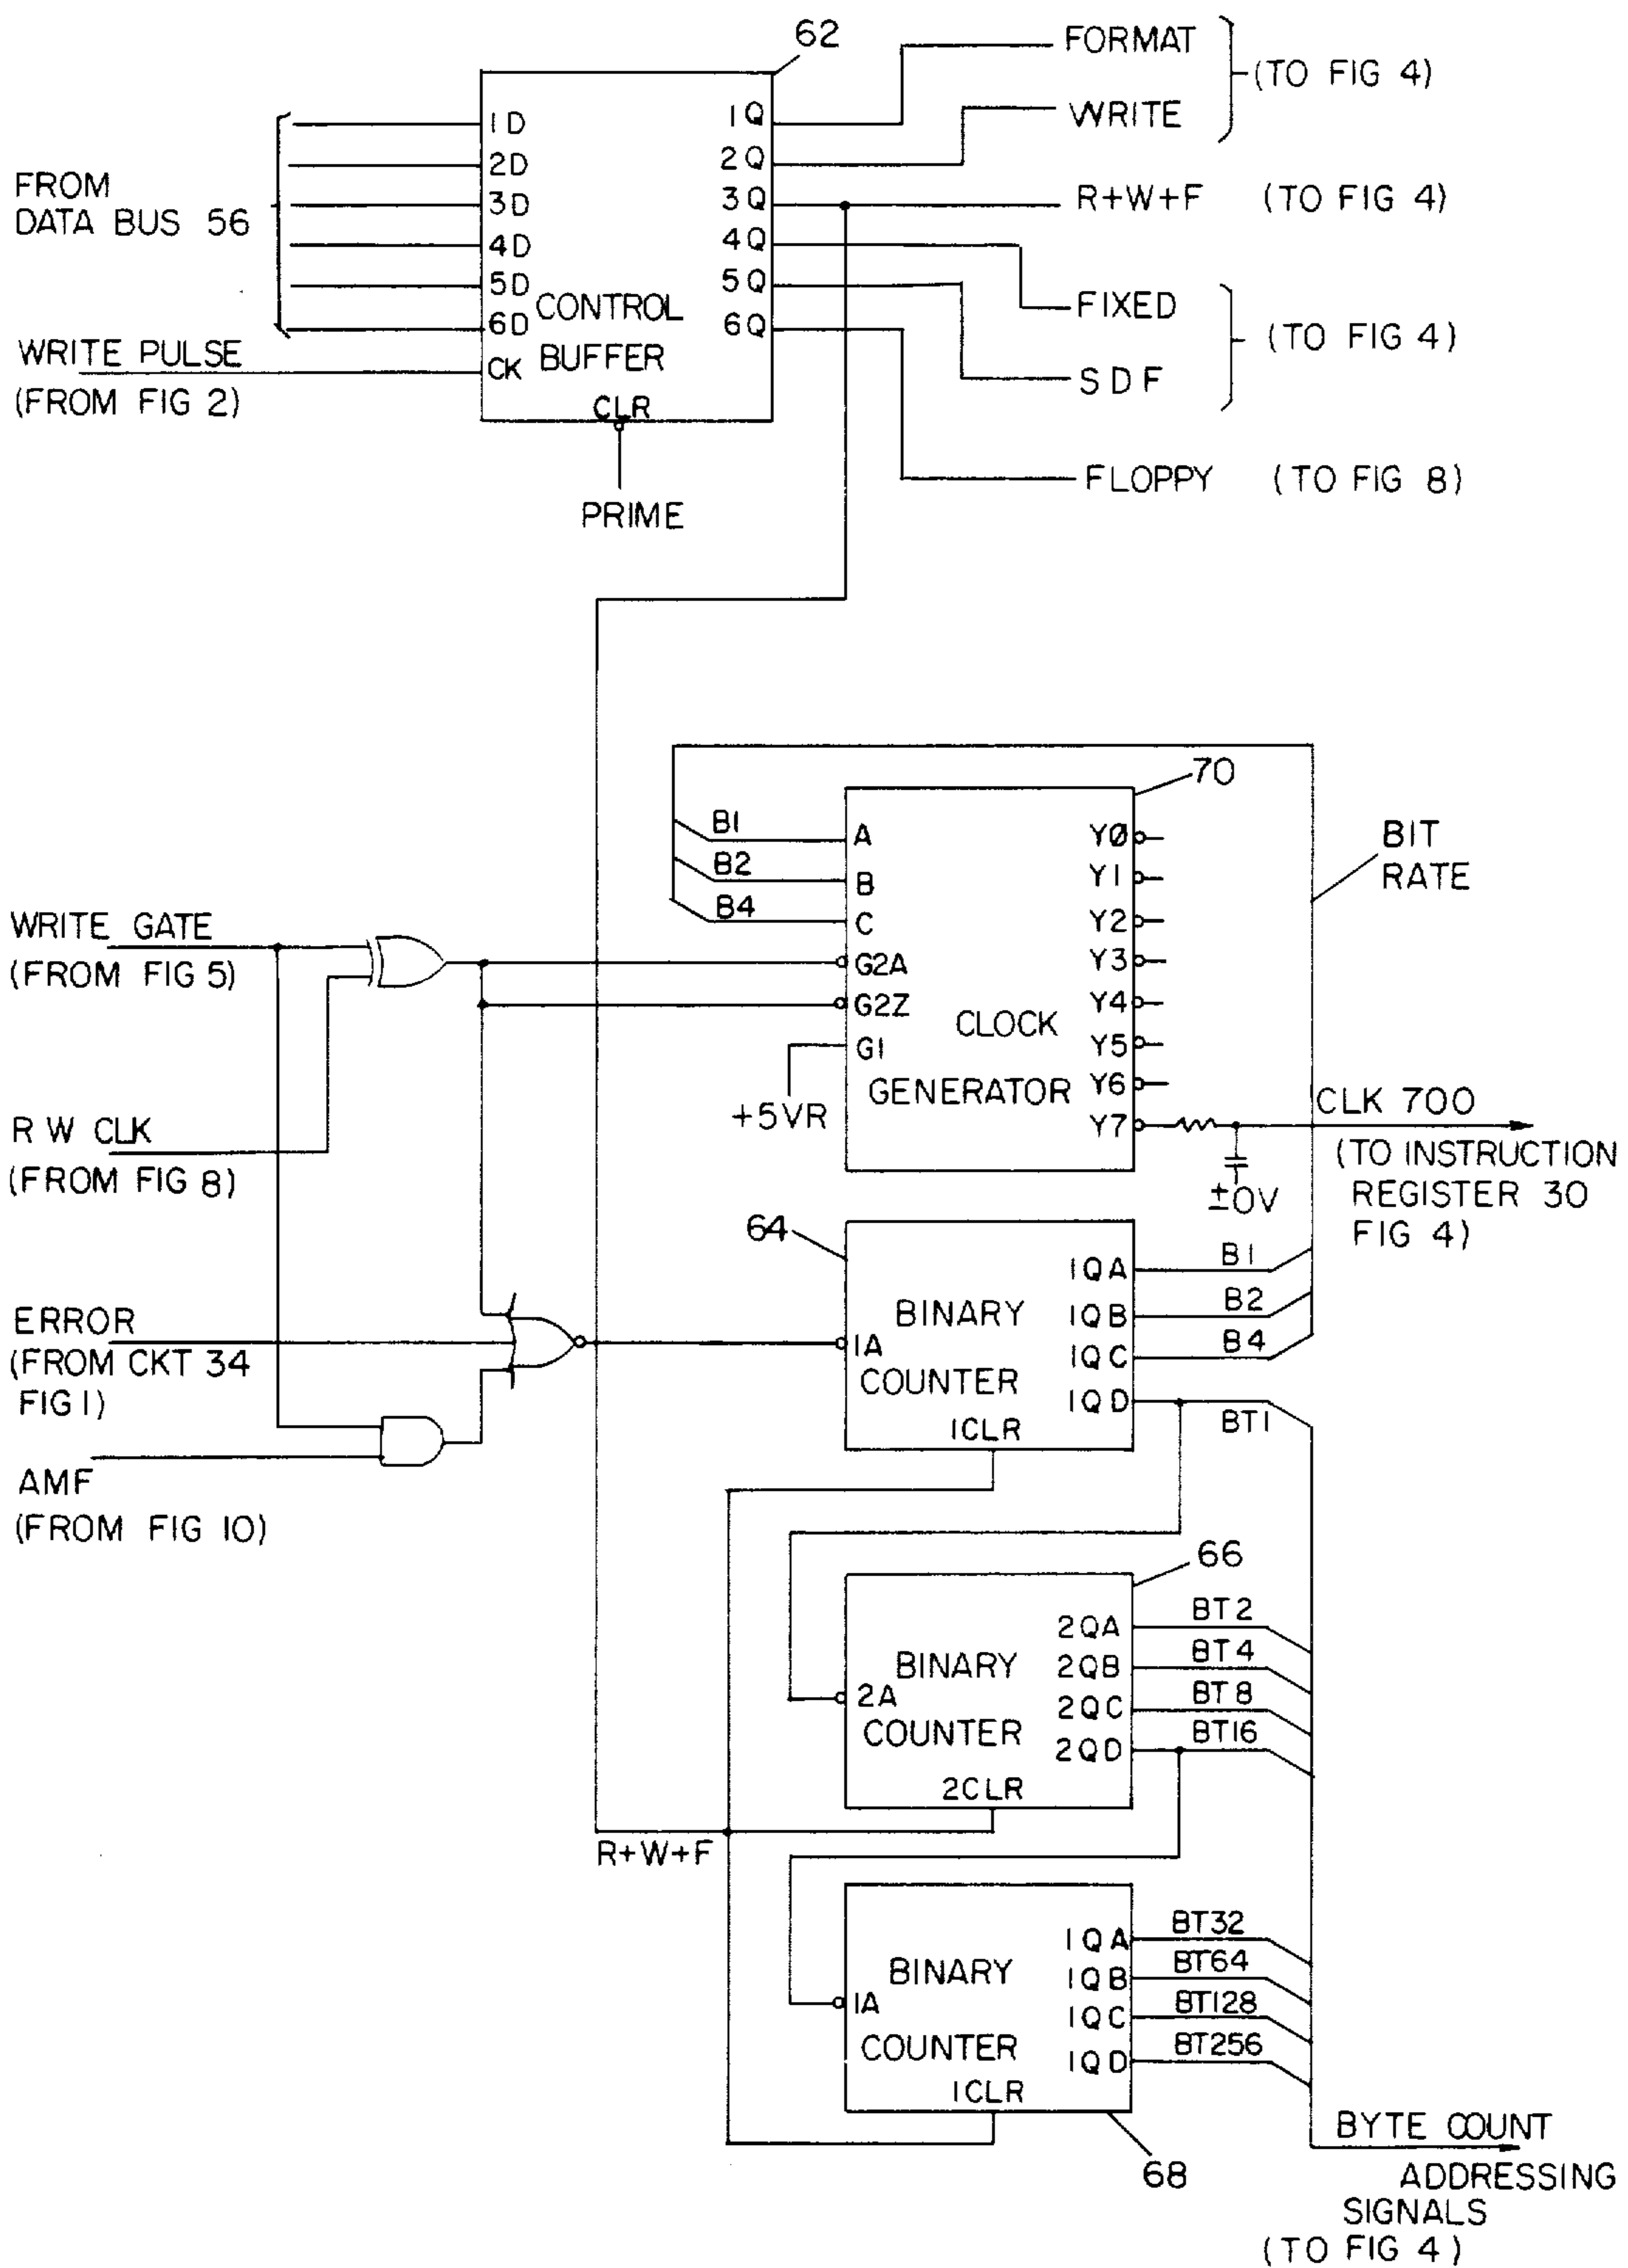 62
FORMAT
(TO FIG 4)
WRITE
1D
1Q
2D
2Q
FROM
DATA BUS 56
3D
3Q
R+W+F (TO FIG 4)
4D
4Q
5D
5Q
FIXED
CONTROL
6D
6Q
(TO FIG 4)
WRITE PULSE
(FROM FIG 2)
CK
BUFFER
SDF
CLR
FLOPPY (TO FIG 8)
PRIME
70
B1
A
YØ
BIT
RATE
B2
B
Y1
B4
C
Y2
WRITE GATE
(FROM FIG 5)
G2A
Y3
G2Z
Y4
CLOCK
G1
Y5
GENERATOR
Y6
+5VR
Y7
CLK 700
(TO INSTRUCTION
REGISTER 30
FIG 4)
R W CLK
(FROM FIG 8)
±0V
64
1QA
B1
BINARY
1QB
B2
ERROR
(FROM CKT 34
FIG 1)
1A
1QC
B4
COUNTER
1QD
BT1
1CLR
AMF
(FROM FIG 10)
66
2QA
BT2
BINARY
2QB
BT4
2A
2QC
BT8
COUNTER
2QD
BT16
2CLR
R+W+F
1QA
BT32
BINARY
1QB
BT64
1A
1QC
BT128
COUNTER
1QD
BT256
1CLR
68
BYTE COUNT
ADDRESSING
SIGNALS
(TO FIG 4)